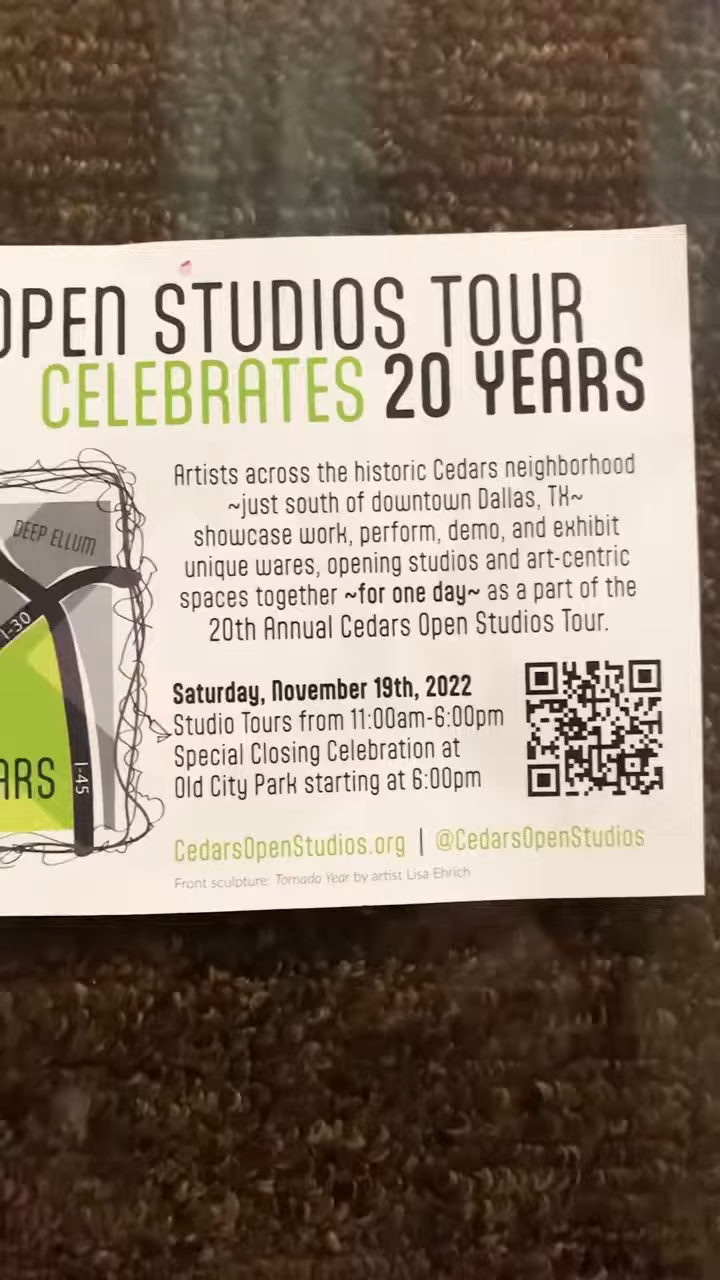 OPEN STUDIOS TOUR
CELEBRATES 20 YEARS
Artists across the historic Cedars neighborhood
~just south of downtown Dallas, TX~
showcase work, perform, demo, and exhibit
unique wares, opening studios and art-centric
spaces together ~for one day~ as a part of the
20th Annual Cedars Open Studios Tour.
DEEP ELLUM
I-30
ARS
I-45
Saturday, November 19th, 2022
Studio Tours from 11:00am-6:00pm
Special Closing Celebration at
Old City Park starting at 6:00pm
CedarsOpenStudios.org | @CedarsOpenStudios
Front sculpture: Tornado Year by artist Lisa Ehrich